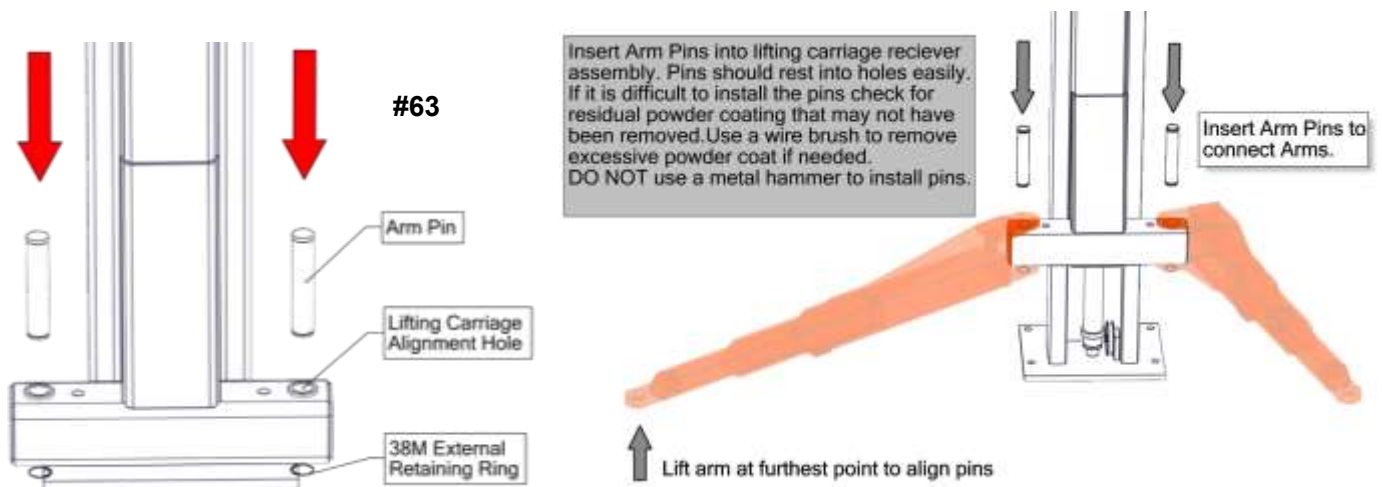 #63
Arm Pin
Lifting Carriage
Alignment Hole
38M External
Retaining Ring
Insert Arm Pins into lifting carriage reciever
assembly. Pins should rest into holes easily.
If it is difficult to install the pins check for
residual powder coating that may not have
been removed.Use a wire brush to remove
excessive powder coat if needed.
DO NOT use a metal hammer to install pins.
Insert Arm Pins to
connect Arms.
Lift arm at furthest point to align pins